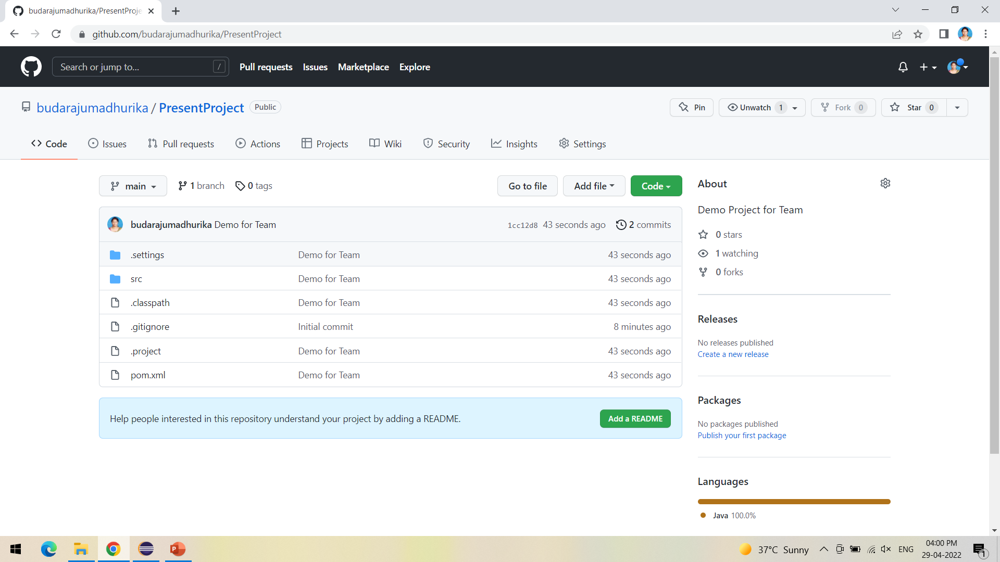 budarajumadhurika/PresentProje
github.com/budarajumadhurika/PresentProject
Search or jump to... /
Pull requests Issues Marketplace Explore
budarajumadhurika / PresentProject Public
Pin Unwatch 1 Fork 0 Star 0
Code Issues Pull requests Actions Projects Wiki Security Insights Settings
main 1 branch 0 tags Go to file Add file Code
budarajumadhurika Demo for Team 1cc12d8 43 seconds ago 2 commits
.settings Demo for Team 43 seconds ago
src Demo for Team 43 seconds ago
.classpath Demo for Team 43 seconds ago
.gitignore Initial commit 8 minutes ago
.project Demo for Team 43 seconds ago
pom.xml Demo for Team 43 seconds ago
Help people interested in this repository understand your project by adding a README. Add a README
About
Demo Project for Team
0 stars
1 watching
0 forks
Releases
No releases published
Create a new release
Packages
No packages published
Publish your first package
Languages
Java 100.0%
P 37°C Sunny ENG
04:00 PM
29-04-2022
1